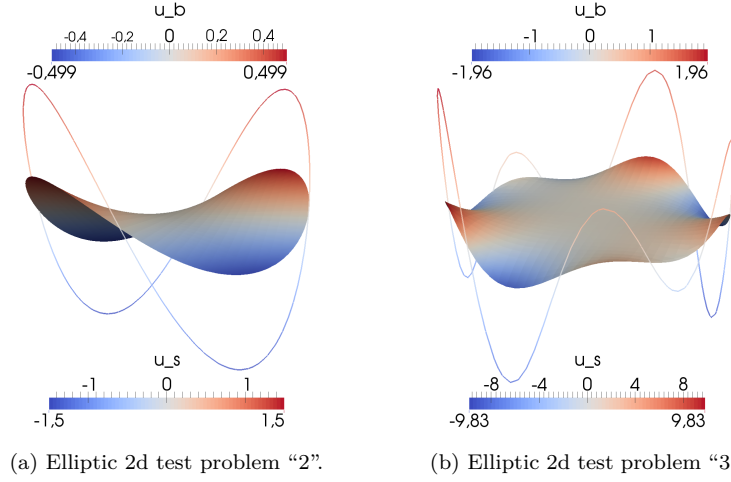 u_b
-0,4 -0,2 0 0,2 0,4
-0,499 0,499
u_s
-1 0 1
-1.5 1.5
(a) Elliptic 2d test problem “2”.
u_b
-1 0 1
-1,96 1,96
u_s
-8 -4 0 4 8
-9.83 9,83
(b) Elliptic 2d test problem “3